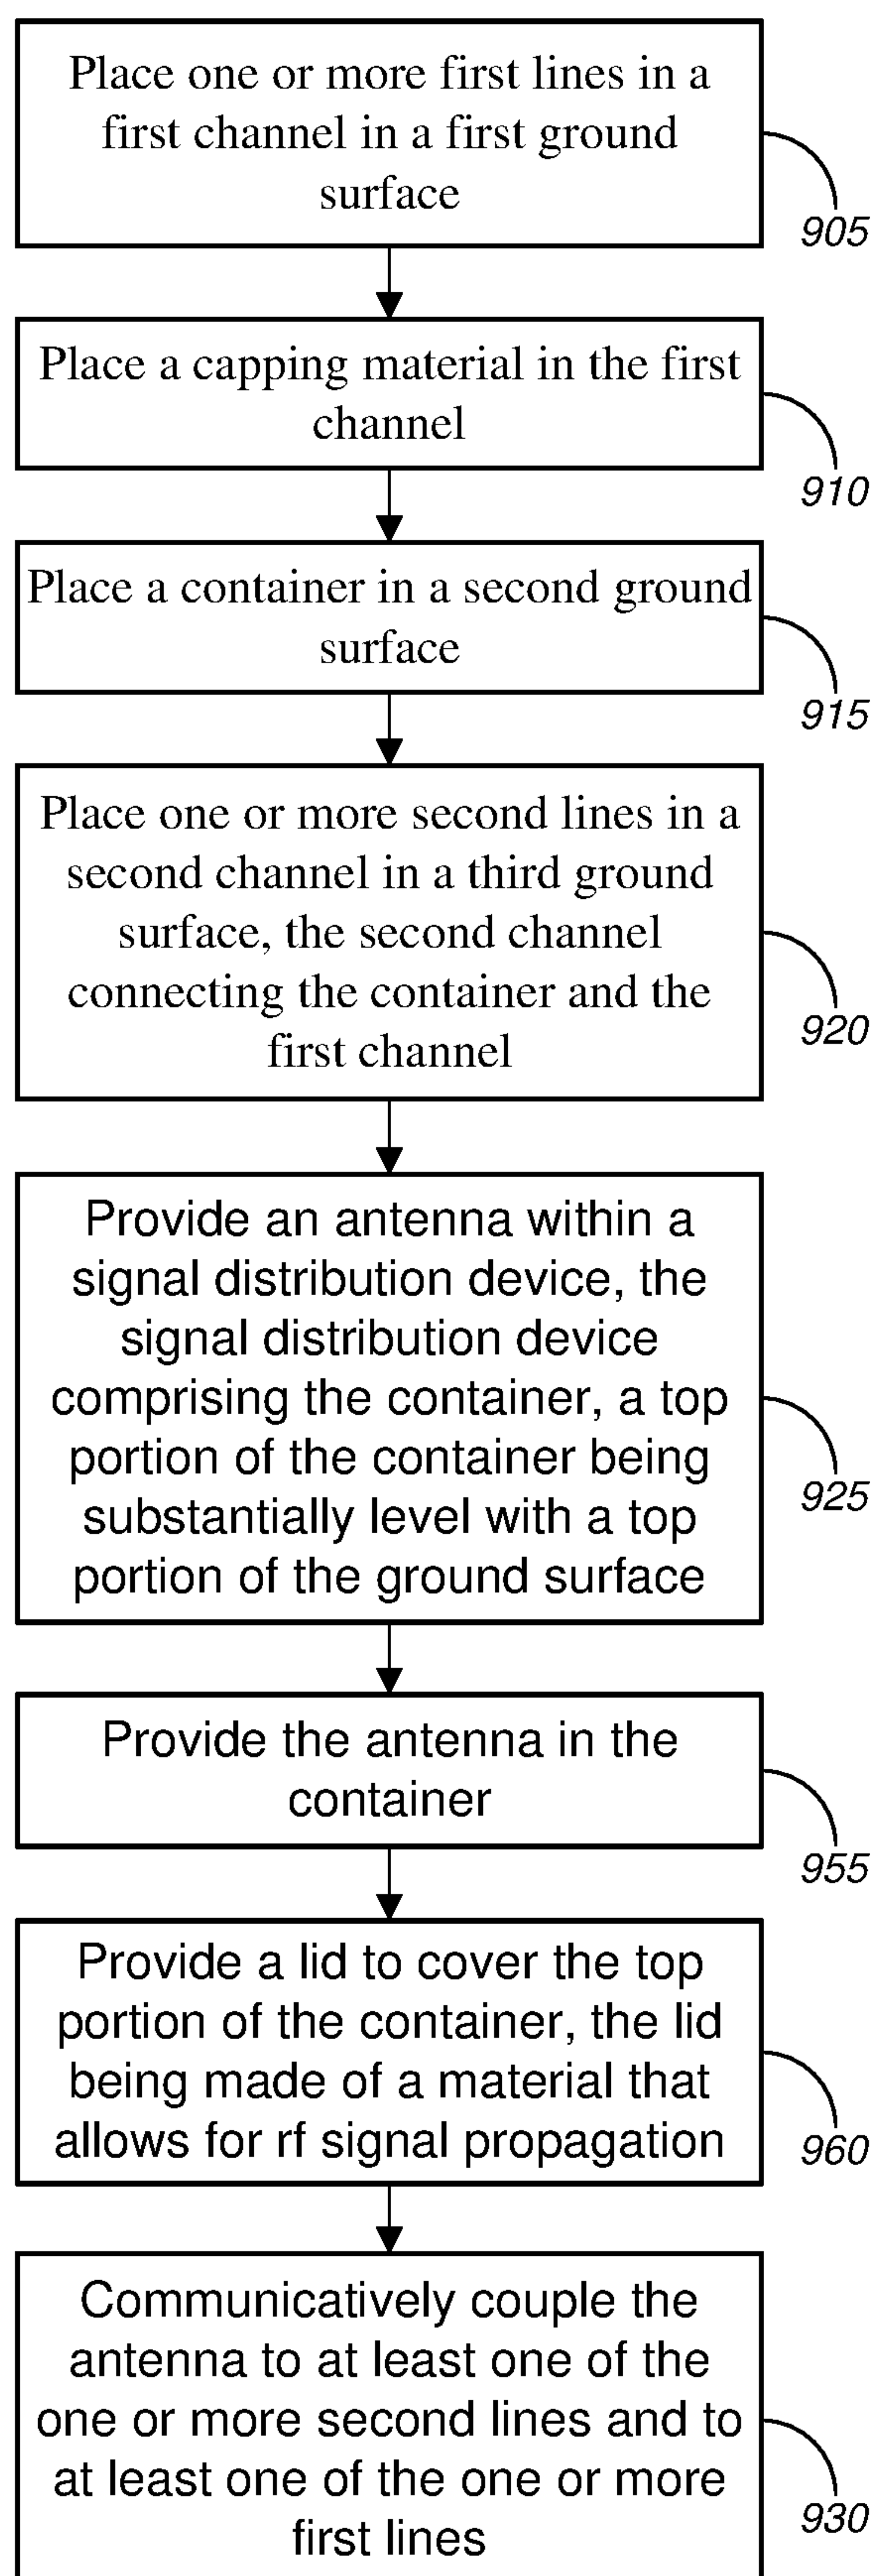 Place one or more first lines in a
first channel in a first ground
surface
905
Place a capping material in the first
channel
910
Place a container in a second ground
surface
915
Place one or more second lines in a
second channel in a third ground
surface, the second channel
connecting the container and the
first channel
920
Provide an antenna within a
signal distribution device, the
signal distribution device
comprising the container, a top
portion of the container being
substantially level with a top
portion of the ground surface
925
Provide the antenna in the
container
955
Provide a lid to cover the top
portion of the container, the lid
being made of a material that
allows for rf signal propagation
960
Communicatively couple the
antenna to at least one of the
one or more second lines and to
at least one of the one or more
first lines
930